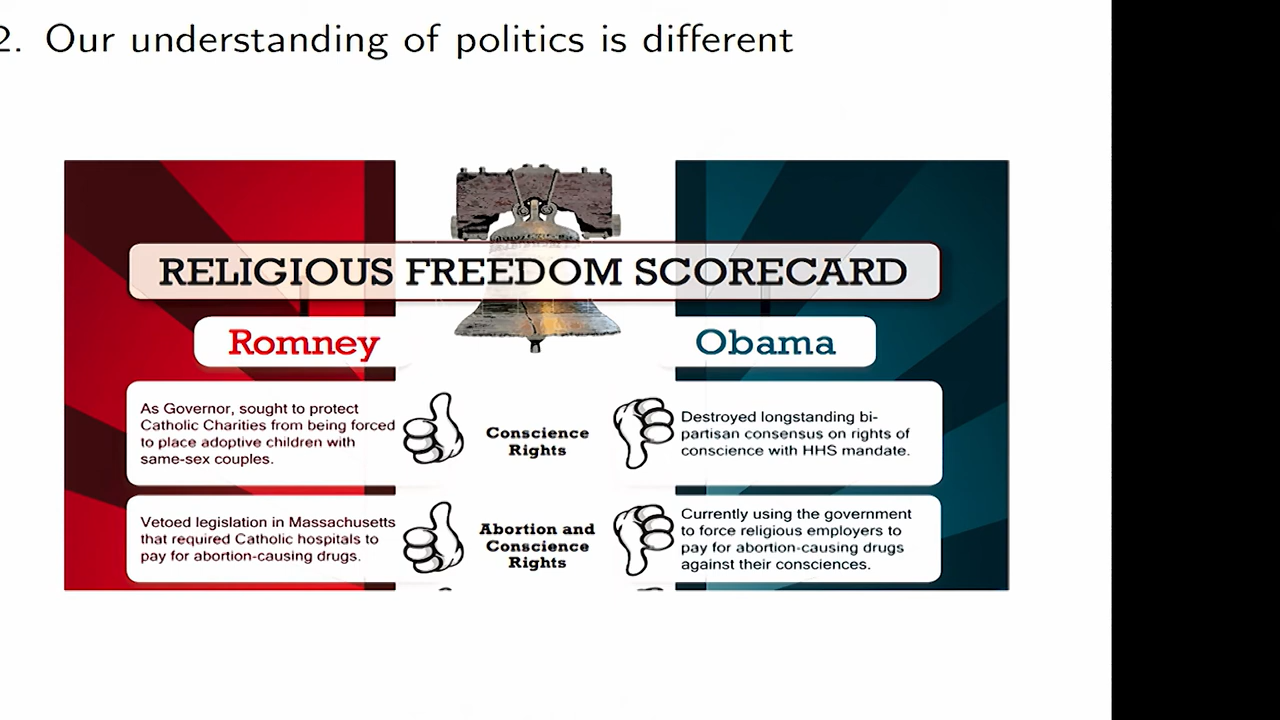 2. Our understanding of politics is different
RELIGIOUS FREEDOM SCORECARD
Romney
Obama
As Governor, sought to protect
Catholic Charities from being forced
to place adoptive children with
same-sex couples.
Conscience
Rights
Destroyed longstanding bi-
partisan consensus on rights of
conscience with HHS mandate.
Vetoed legislation in Massachusetts
that required Catholic hospitals to
pay for abortion-causing drugs.
Abortion and
Conscience
Rights
Currently using the government
to force religious employers to
pay for abortion-causing drugs
against their consciences.